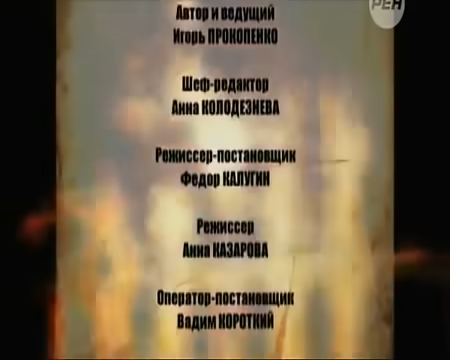 РЕН
Автор и ведущий
Игорь ПРОКОПЕНКО
Шеф-редактор
Анна КОЛОДЕЗНЕВА
Режиссер-постановщик
Федор КАЛУГИН
Режиссер
Анна КАЗАРОВА
Оператор-постановщик
Вадим КОРОТКИЙ